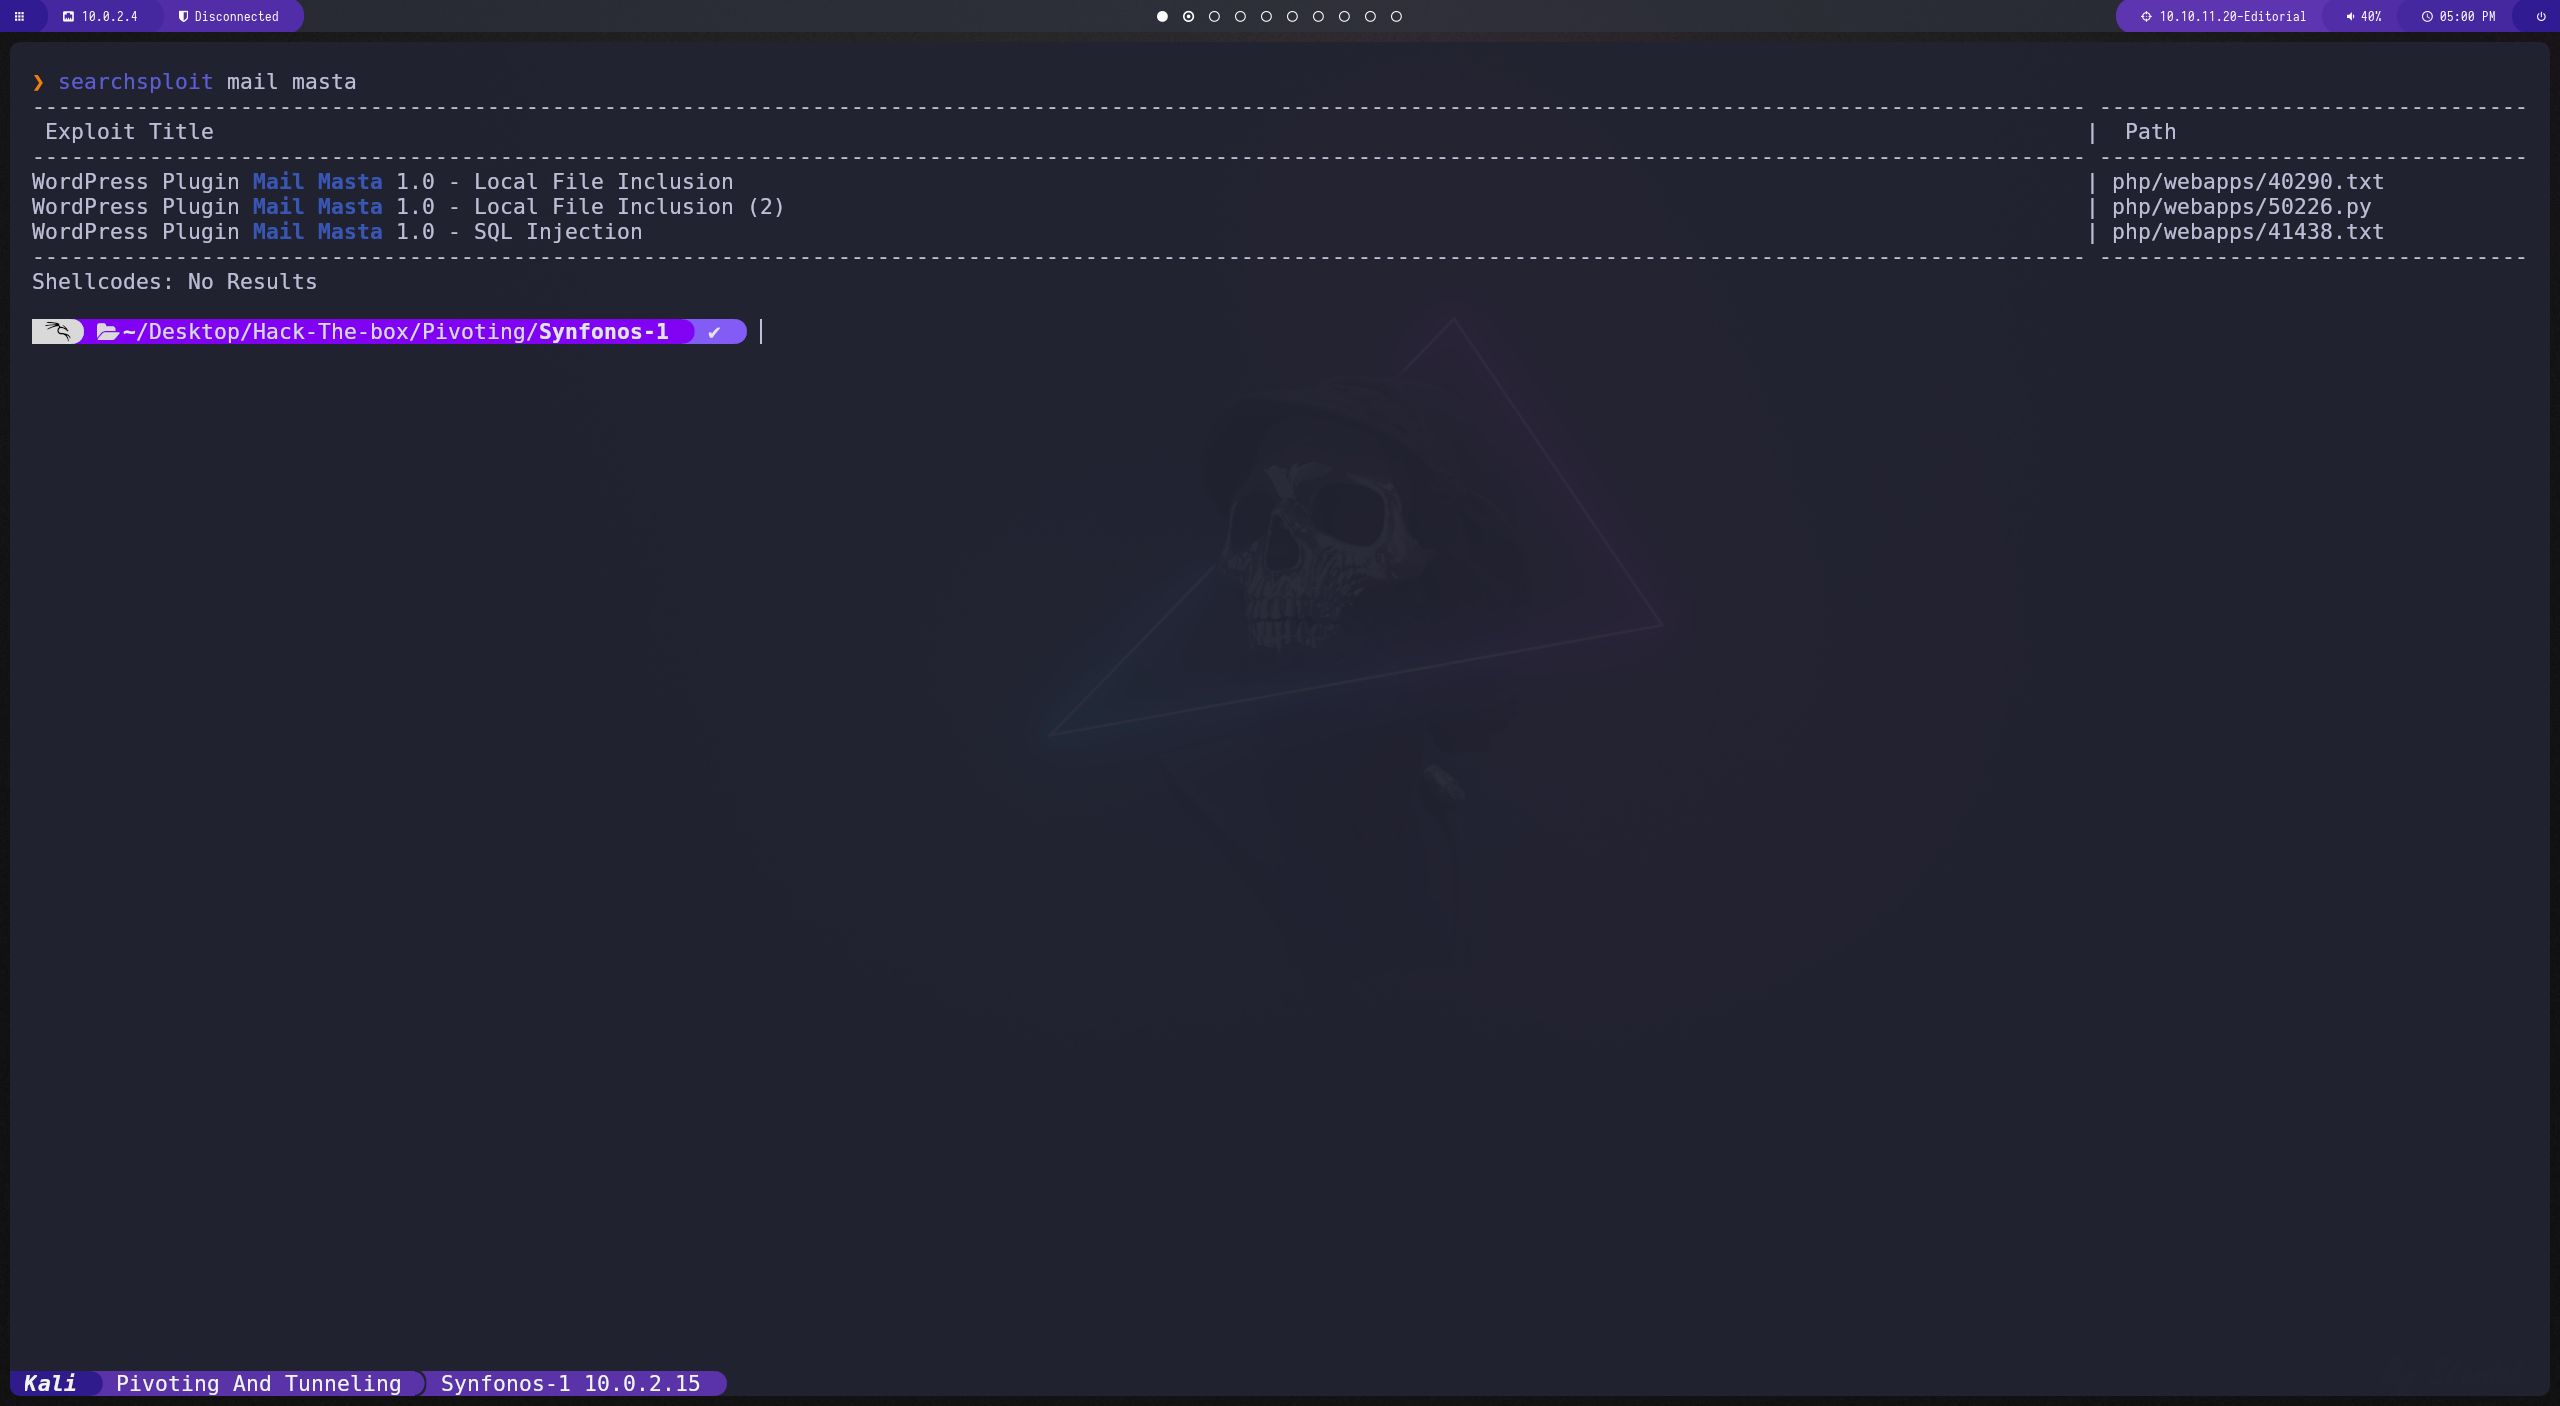 10.0.2.4 Disconnected 10.10.11.20-Editorial 40% 05:00 PM
❯ searchsploit mail masta
Exploit Title | Path
WordPress Plugin Mail Masta 1.0 - Local File Inclusion | php/webapps/40290.txt
WordPress Plugin Mail Masta 1.0 - Local File Inclusion (2) | php/webapps/50226.py
WordPress Plugin Mail Masta 1.0 - SQL Injection | php/webapps/41438.txt
Shellcodes: No Results
~/Desktop/Hack-The-box/Pivoting/Synfonos-1 ✔
Kali Pivoting And Tunneling Synfonos-1 10.0.2.15